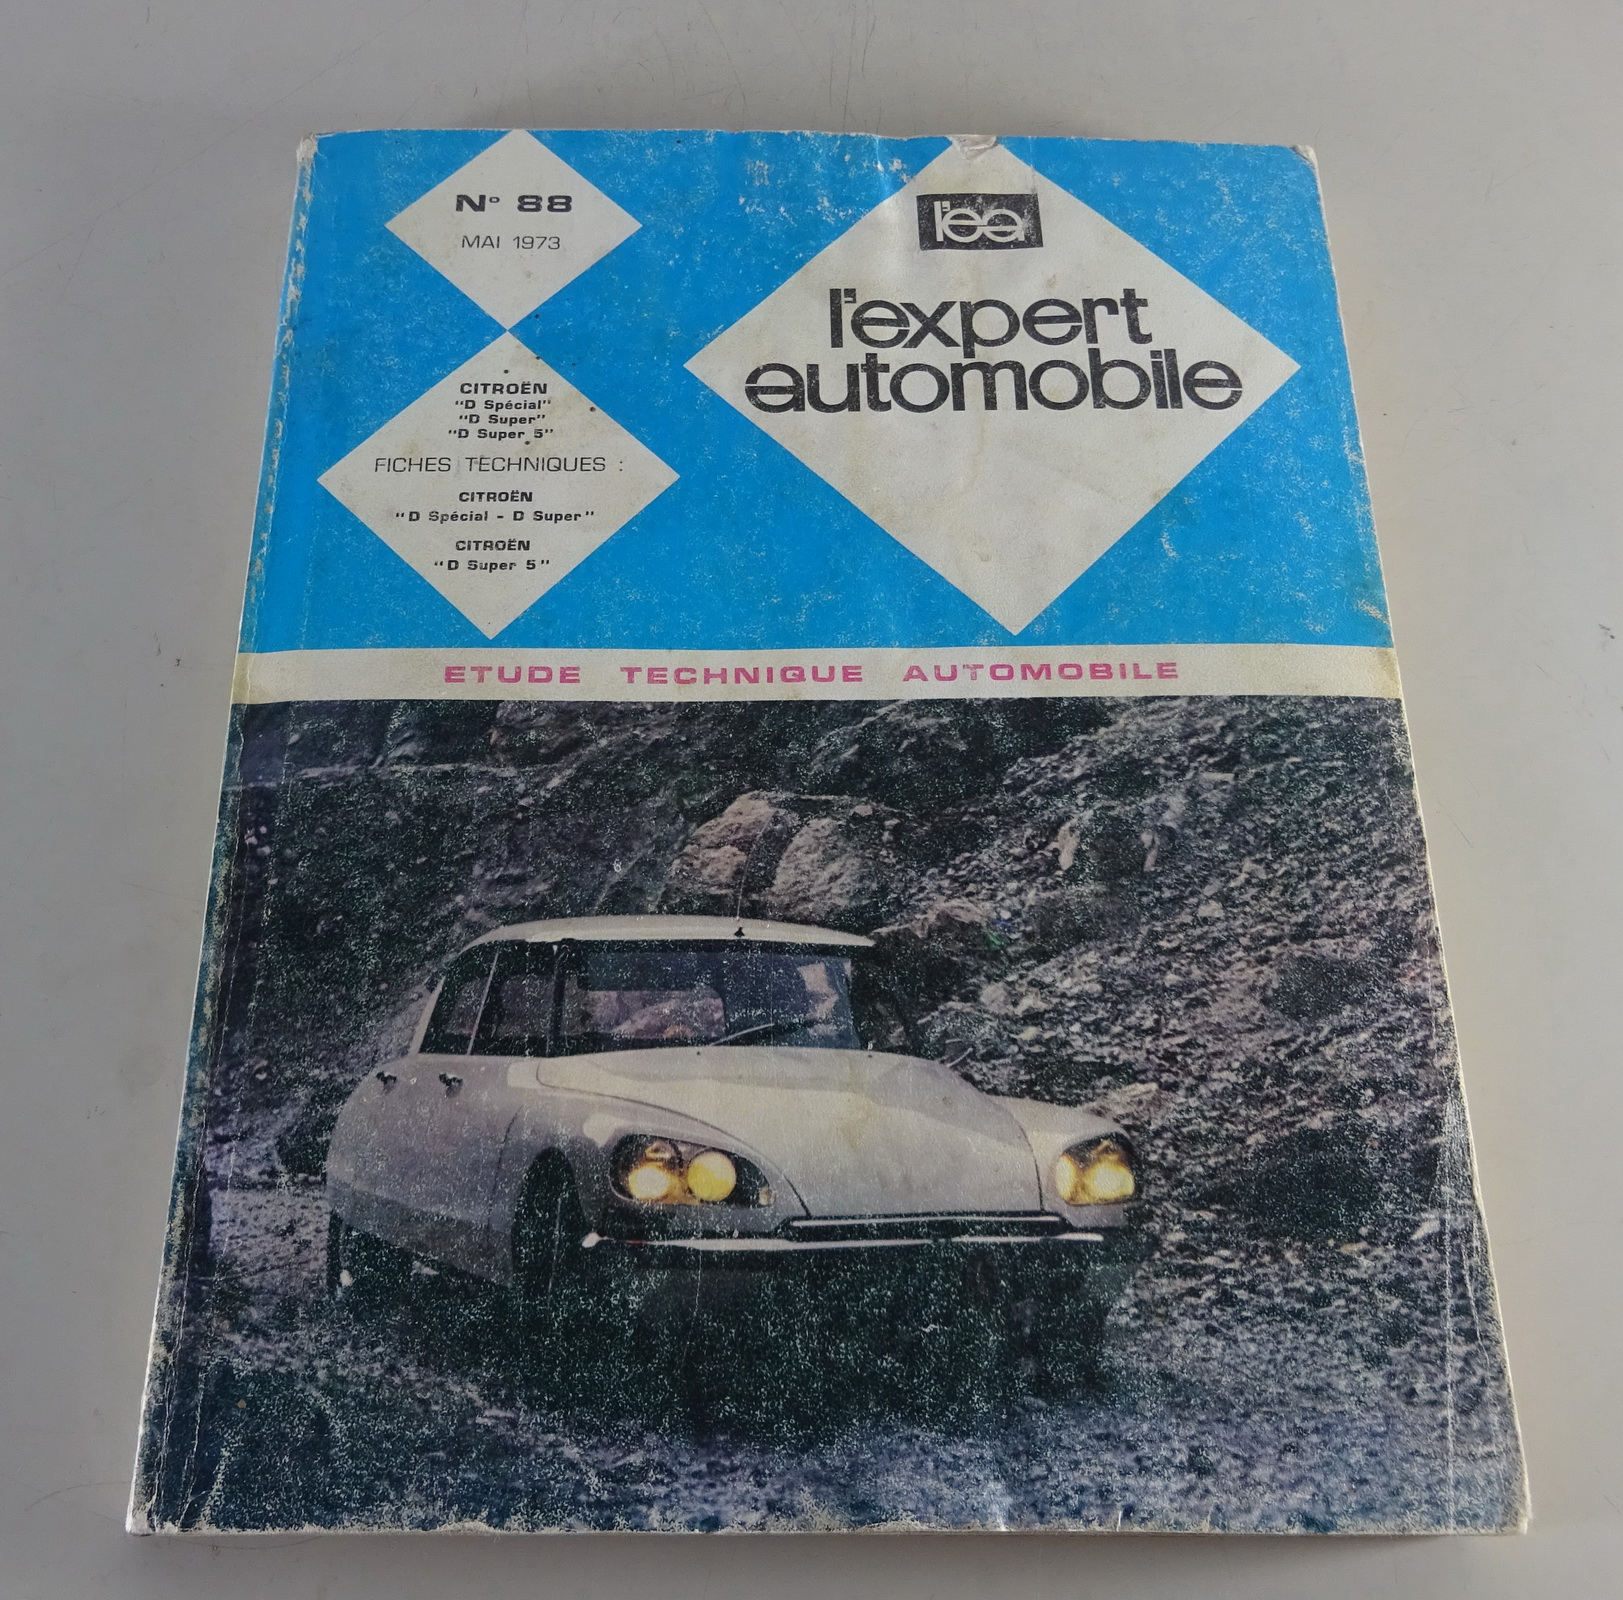 Nº 88
MAI 1973
CITROËN
"D Spécial"
"D Super"
"D Super 5"
FICHES TECHNIQUES :
CITROËN
"D Spécial - D Super"
CITROËN
"D Super 5"
l'ea
l'expert
automobile
ETUDE TECHNIQUE AUTOMOBILE